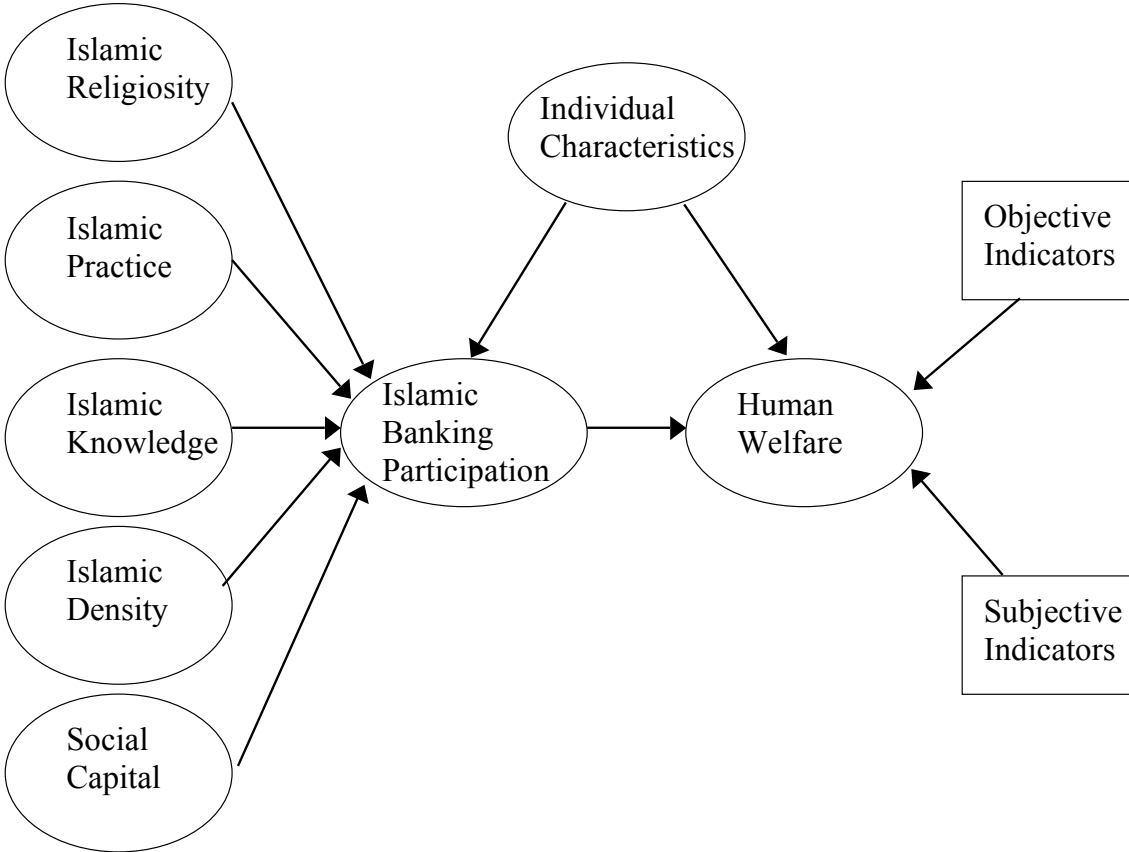 Islamic
Religiosity
Individual
Characteristics
Islamic
Practice
Objective
Indicators
Islamic
Knowledge
Islamic
Banking
Participation
Human
Welfare
Islamic
Density
Subjective
Indicators
Social
Capital